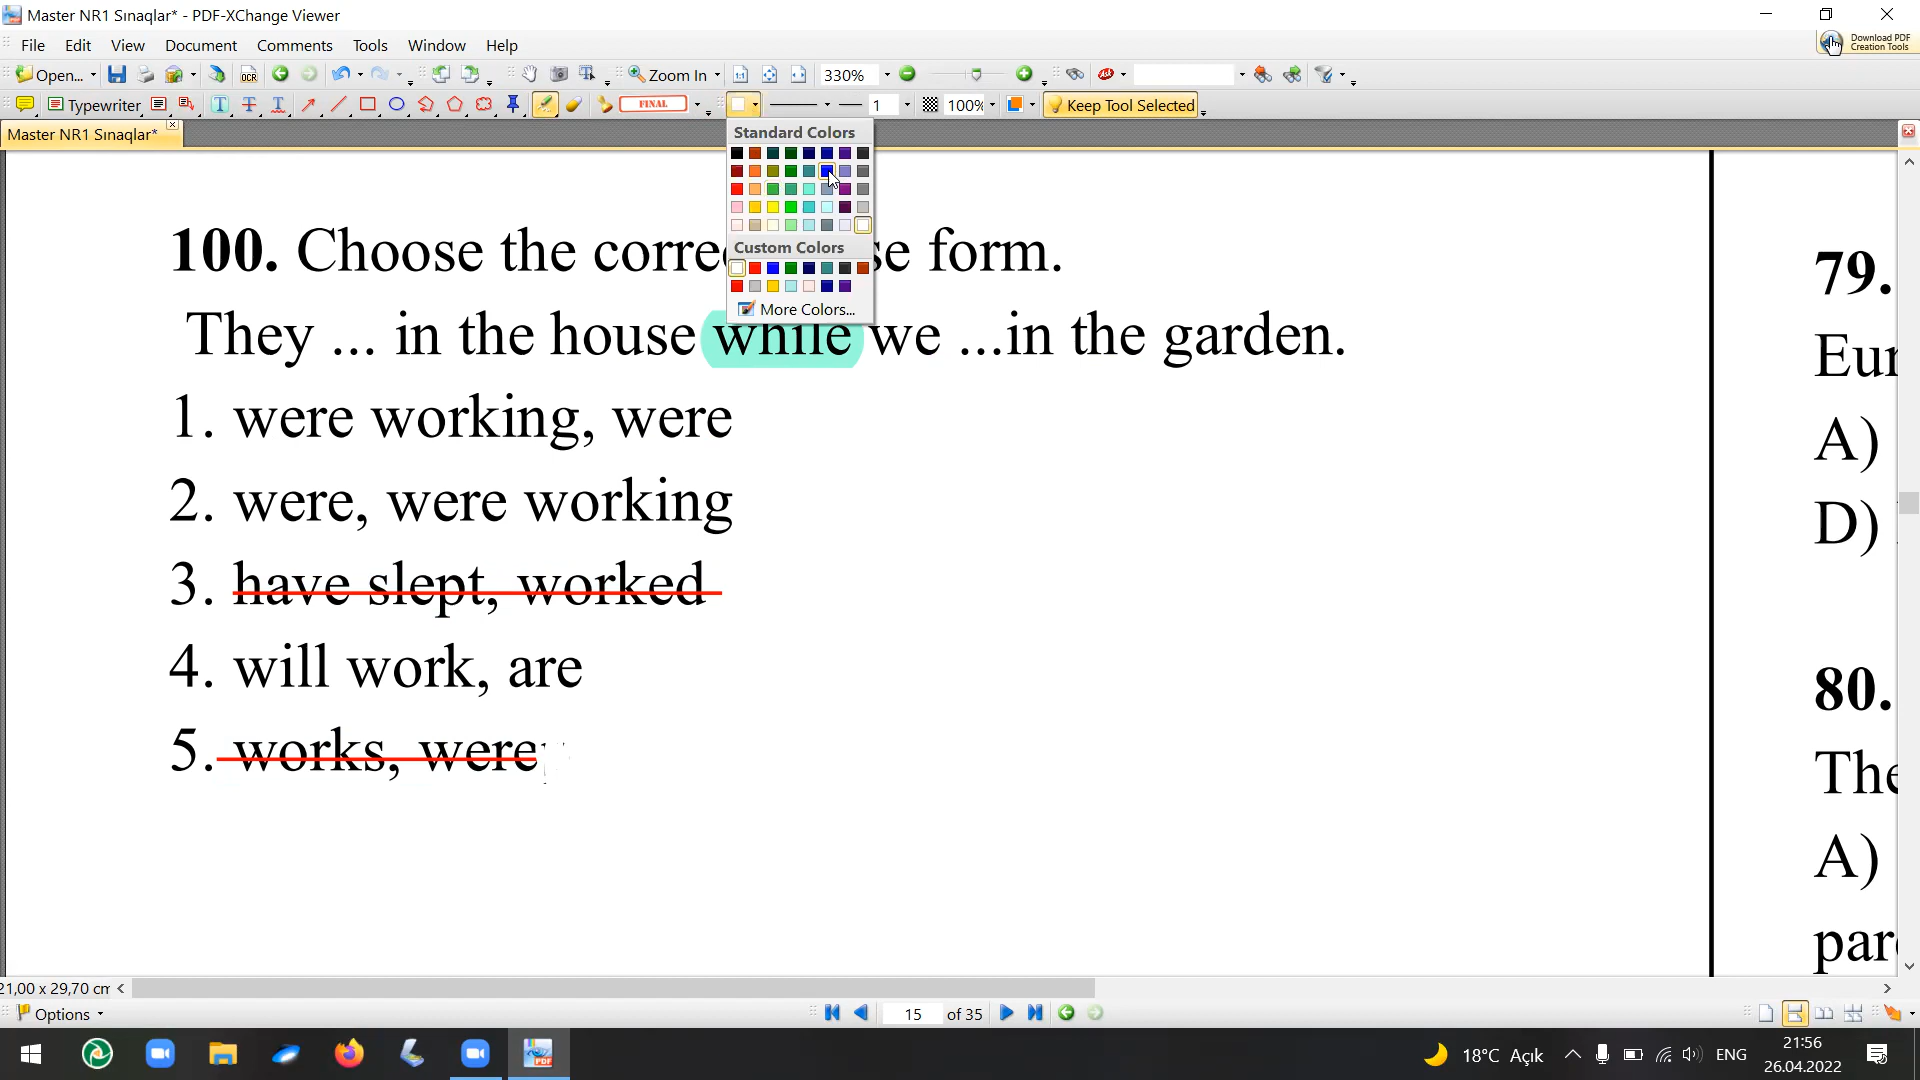 Master NR1 Sınaqlar* - PDF-XChange Viewer
File Edit View Document Comments Tools Window Help
Download PDF
Creation Tools
Open... OCR Zoom In 330%
Typewriter FINAL 1 100% Keep Tool Selected
Master NR1 Sınaqlar*
Standard Colors
Custom Colors
More Colors...
100. Choose the corre se form.
They ... in the house while we ...in the garden.
1. were working, were
2. were, were working
3. have slept, worked
4. will work, are
5. works, were
79.
Eur
A)
D)
80.
The
A)
par
21,00 x 29,70 cm
Options 15 of 35
18°C Açık ENG 21:56
26.04.2022